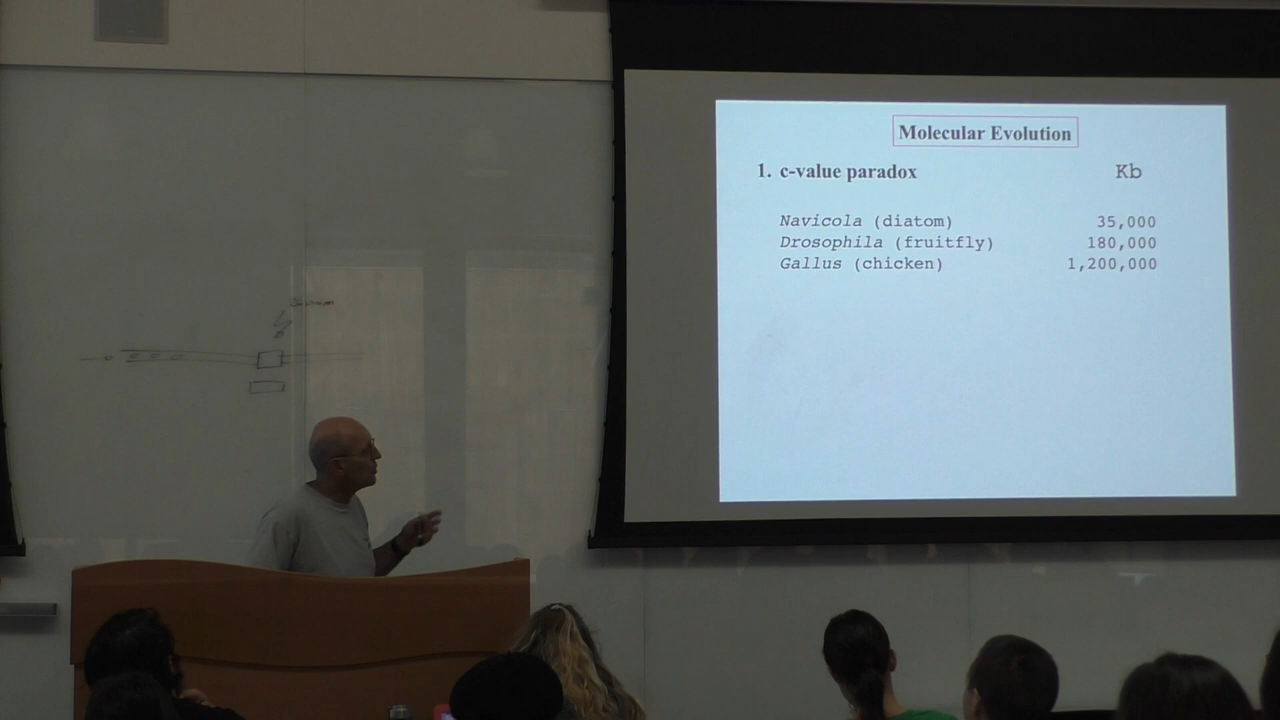 Molecular Evolution
1. c-value paradox Kb
Navicola (diatom) 35,000
Drosophila (fruitfly) 180,000
Gallus (chicken) 1,200,000